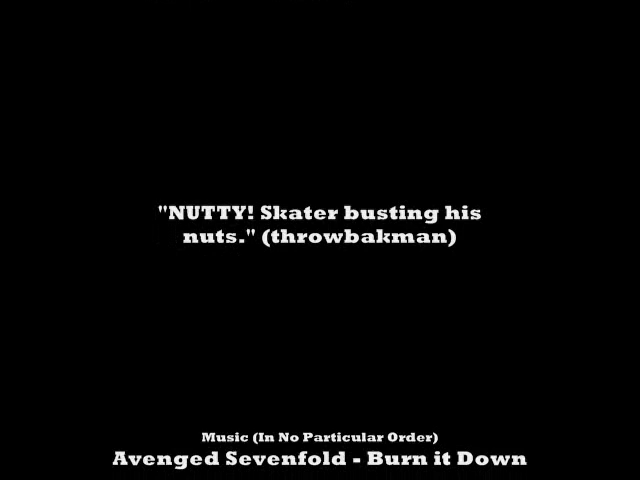 "NUTTY! Skater busting his
nuts." (throwbakman)
Music (In No Particular Order)
Avenged Sevenfold - Burn it Down